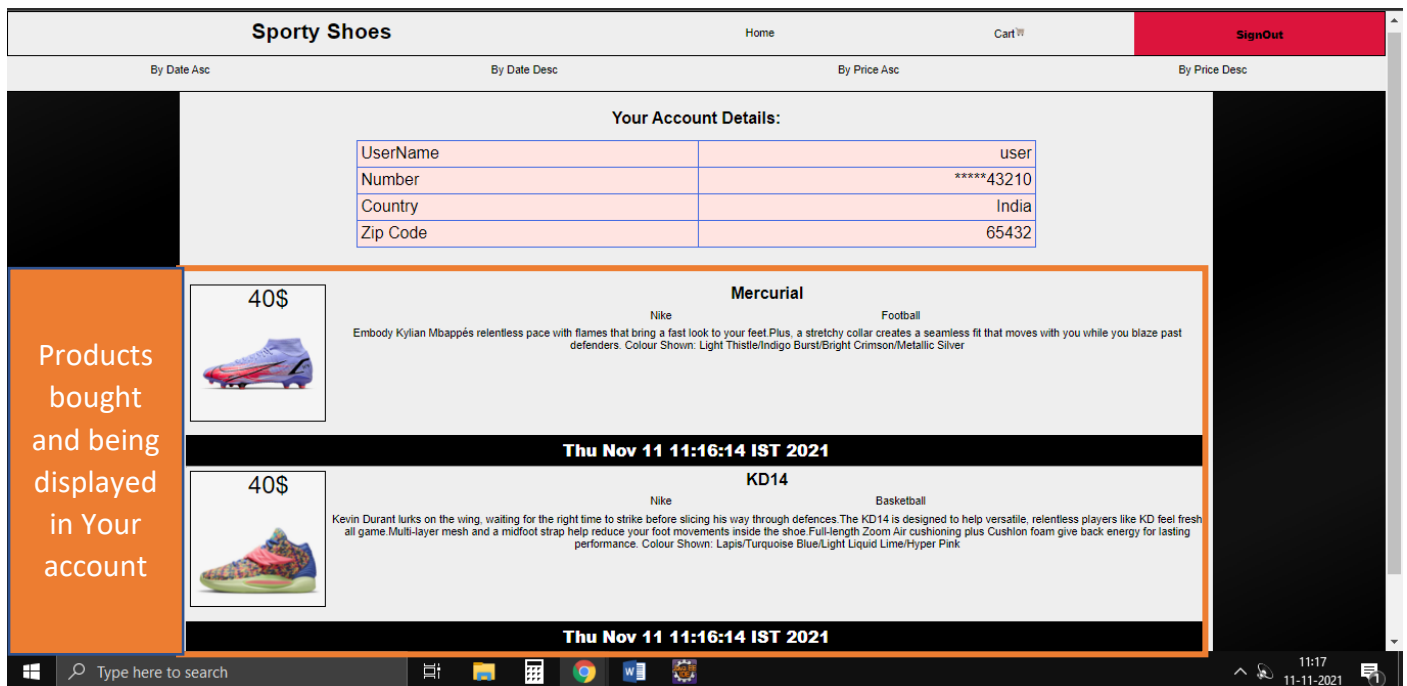 Sporty Shoes
Home
Cart
SignOut
By Date Asc
By Date Desc
By Price Asc
By Price Desc
Your Account Details:
UserName user
Number *****43210
Country India
Zip Code 65432
Products
bought
and being
displayed
in Your
account
40$
Mercurial
Nike Football
Embody Kylian Mbappés relentless pace with flames that bring a fast look to your feet.Plus, a stretchy collar creates a seamless fit that moves with you while you blaze past
defenders. Colour Shown: Light Thistle/Indigo Burst/Bright Crimson/Metallic Silver
Thu Nov 11 11:16:14 IST 2021
40$
KD14
Nike Basketball
Kevin Durant lurks on the wing, waiting for the right time to strike before slicing his way through defences.The KD14 is designed to help versatile, relentless players like KD feel fresh
all game.Multi-layer mesh and a midfoot strap help reduce your foot movements inside the shoe.Full-length Zoom Air cushioning plus Cushlon foam give back energy for lasting
performance. Colour Shown: Lapis/Turquoise Blue/Light Liquid Lime/Hyper Pink
Thu Nov 11 11:16:14 IST 2021
Type here to search
11:17
11-11-2021
1